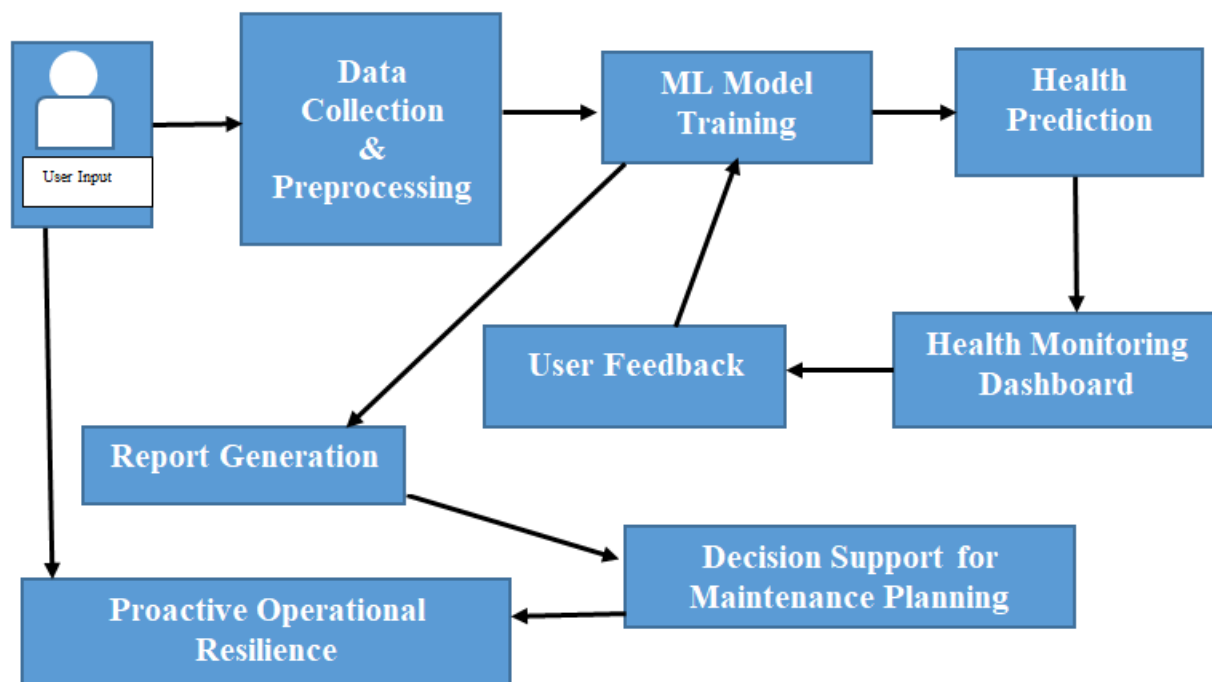 User Input
Data
Collection
&
Preprocessing
ML Model
Training
Health
Prediction
User Feedback
Health Monitoring
Dashboard
Report Generation
Decision Support for
Maintenance Planning
Proactive Operational
Resilience